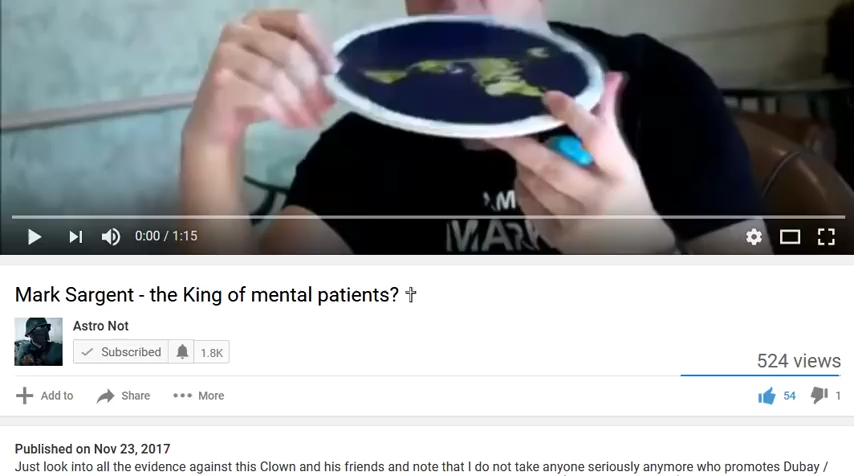 AM
MARK
0:00 / 1:15
Mark Sargent - the King of mental patients? ✝
Astro Not
Subscribed 1.8K
524 views
Add to Share More 54 1
Published on Nov 23, 2017
Just look into all the evidence against this Clown and his friends and note that I do not take anyone seriously anymore who promotes Dubay /